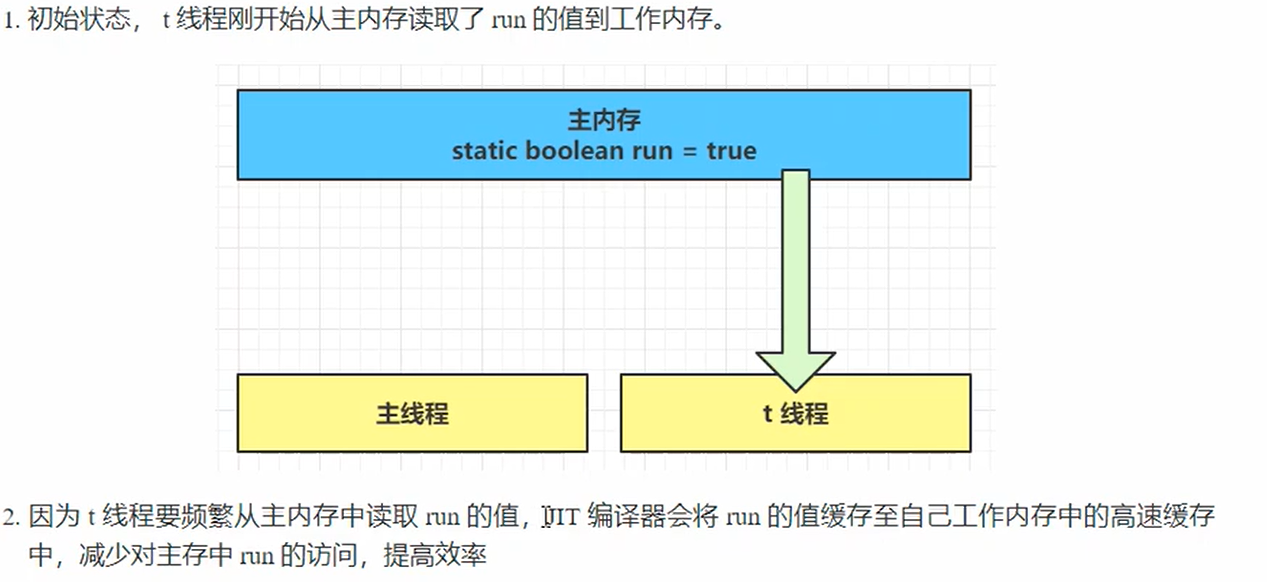 1. 初始状态， t 线程刚开始从主内存读取了 run 的值到工作内存。
主内存
static boolean run = true
主线程
t 线程
2. 因为 t 线程要频繁从主内存中读取 run 的值，JIT 编译器会将 run 的值缓存至自己工作内存中的高速缓存
中，减少对主存中 run 的访问，提高效率